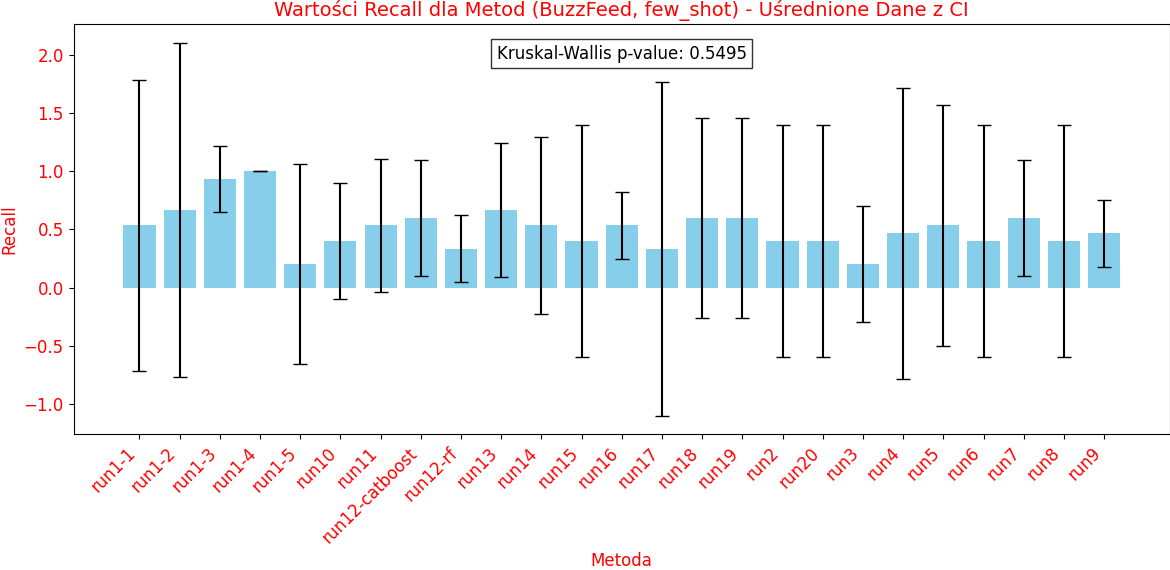 Wartości Recall dla Metod (BuzzFeed, few_shot) - Uśrednione Dane z CI
Kruskal-Wallis p-value: 0.5495
Recall
2.0
1.5
1.0
0.5
0.0
−0.5
−1.0
run1-1
run1-2
run1-3
run1-4
run1-5
run10
run11
run12-catboost
run12-rf
run13
run14
run15
run16
run17
run18
run19
run2
run20
run3
run4
run5
run6
run7
run8
run9
Metoda